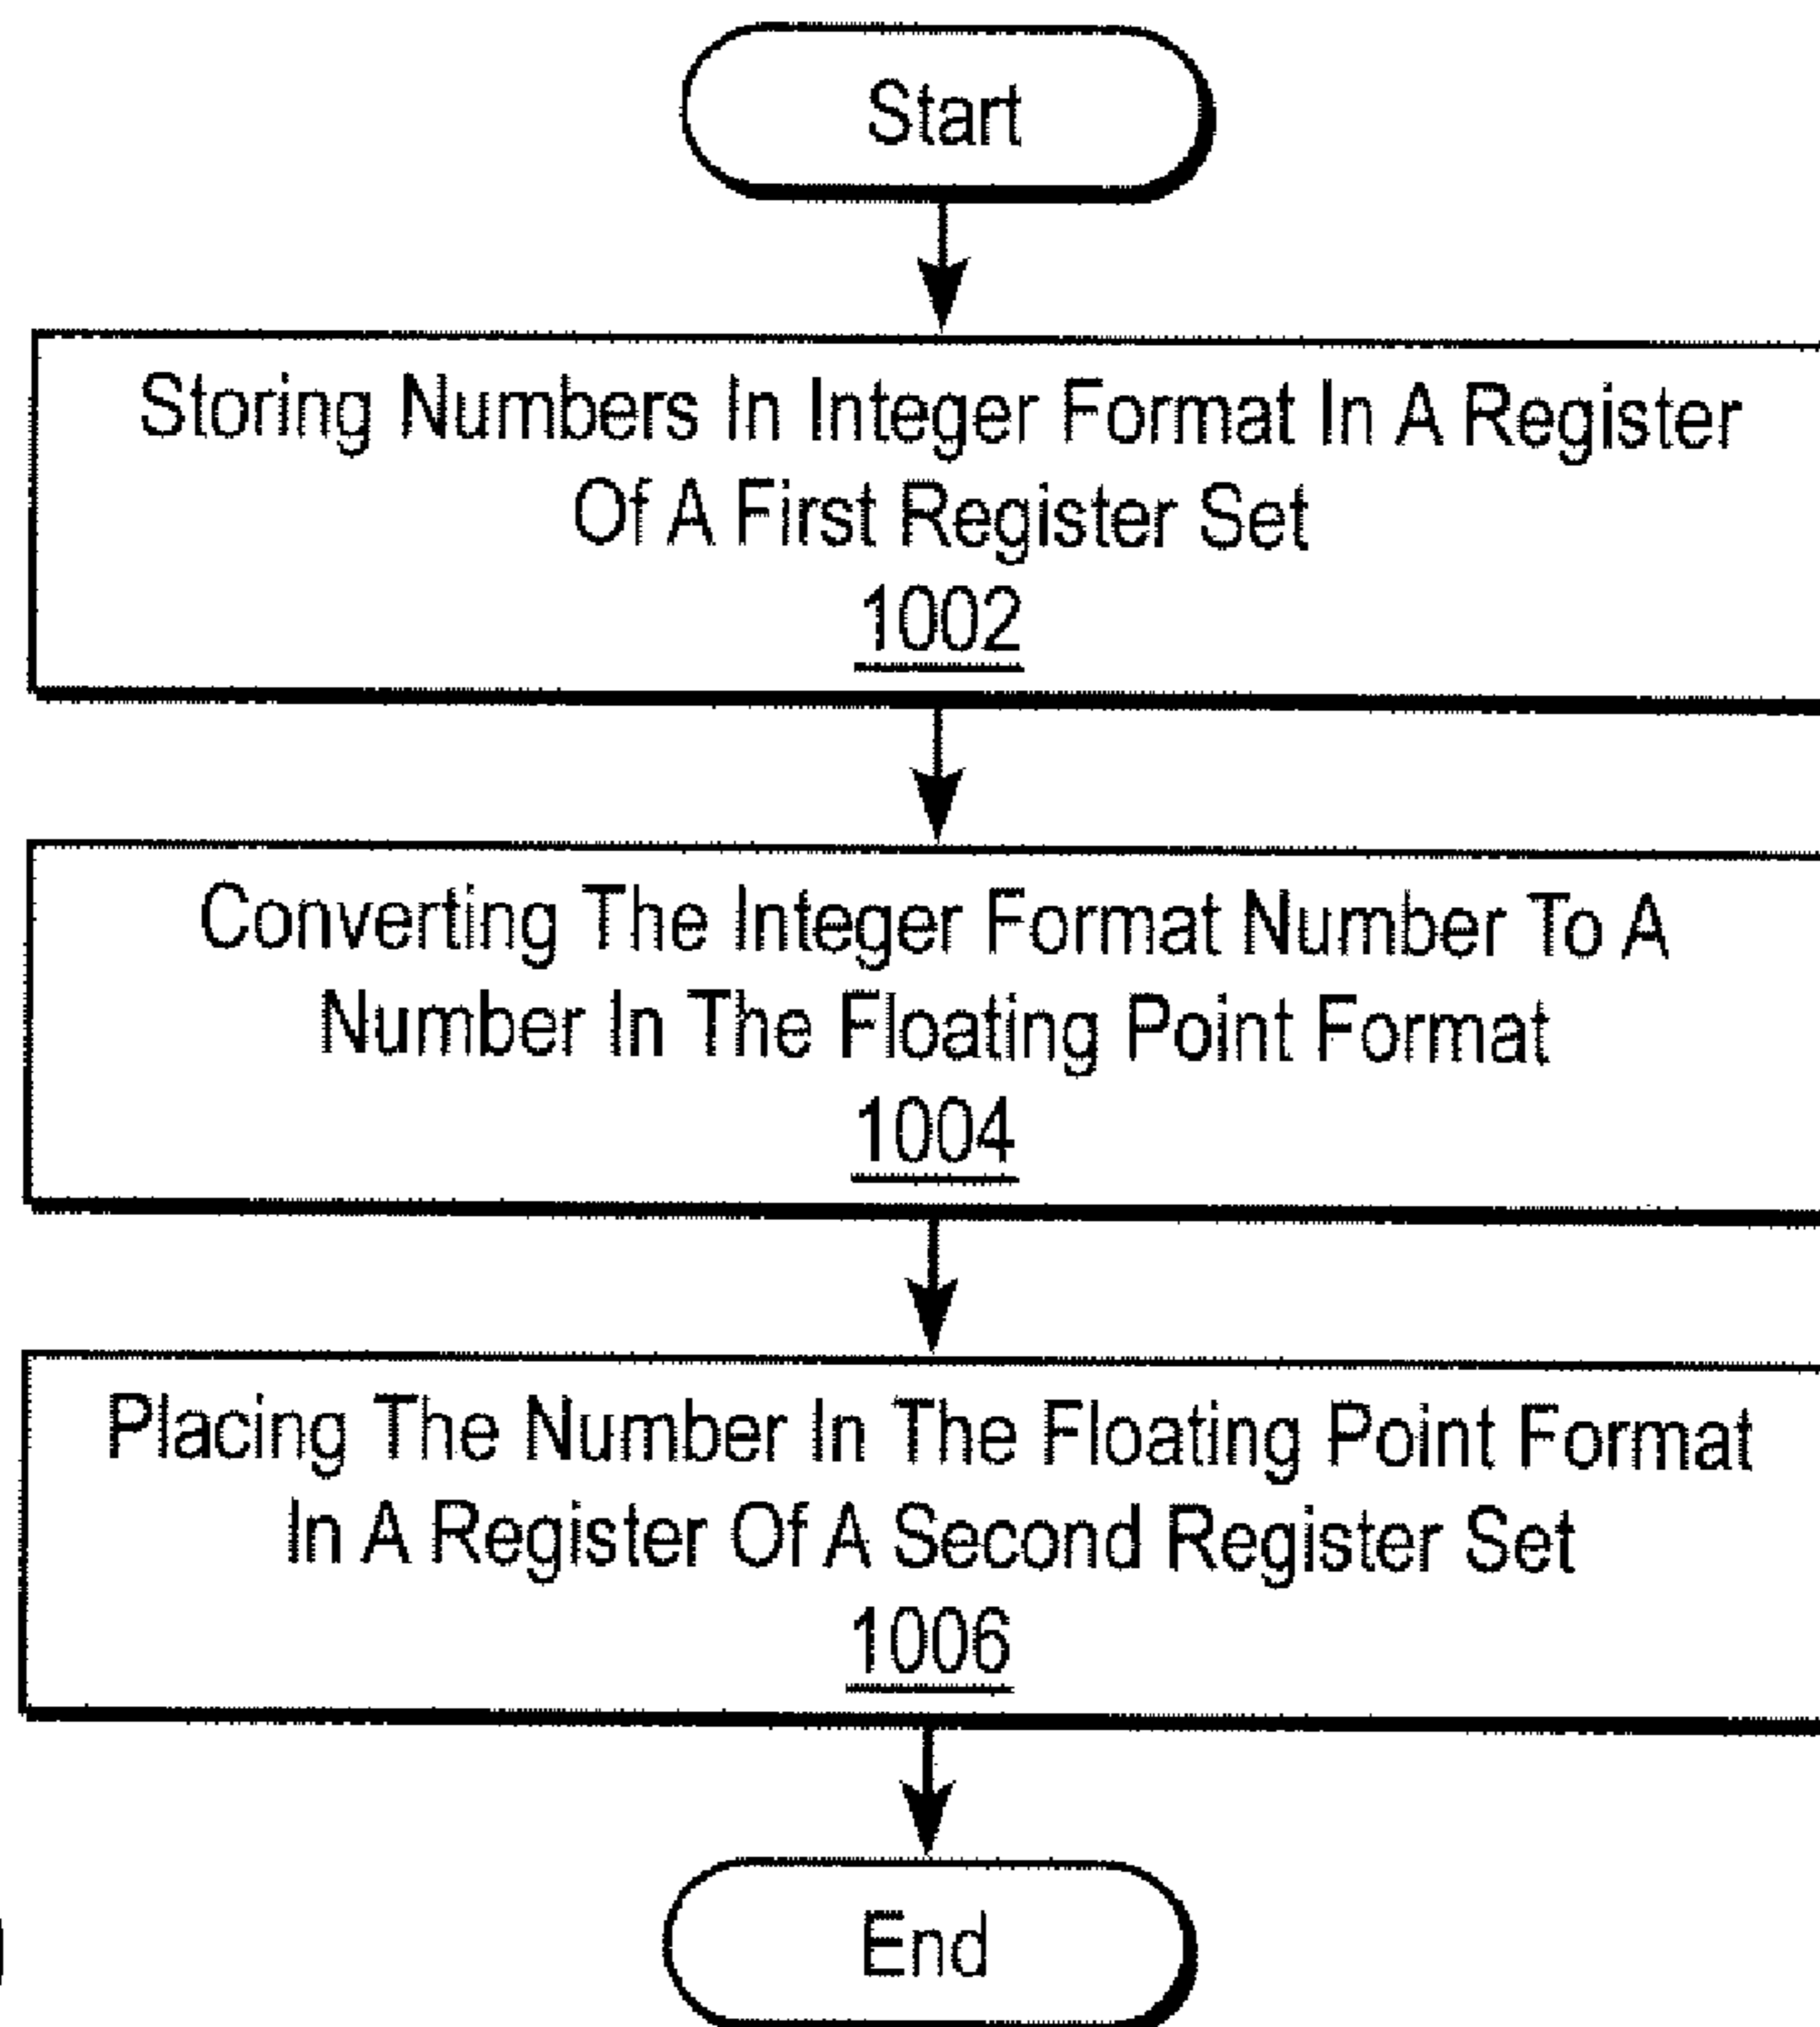 Start
Storing Numbers In Integer Format In A Register
Of A First Register Set
1002
Converting The Integer Format Number To A
Number In The Floating Point Format
1004
Placing The Number In The Floating Point Format
In A Register Of A Second Register Set
1006
End